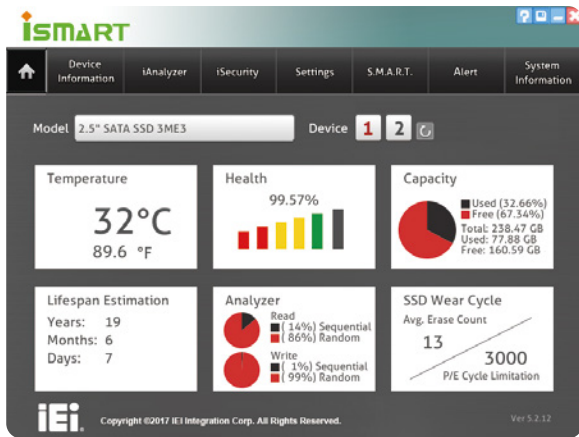 iSMART
Device Information
iAnalyzer
iSecurity
Settings
S.M.A.R.T.
Alert
System Information
Model 2.5" SATA SSD 3ME3 Device 1 2
Temperature
32°C
89.6 °F
Health
99.57%
Capacity
Used (32.66%)
Free (67.34%)
Total: 238.47 GB
Used: 77.88 GB
Free: 160.59 GB
Lifespan Estimation
Years: 19
Months: 6
Days: 7
Analyzer
Read
( 14%) Sequential
( 86%) Random
Write
( 1%) Sequential
( 99%) Random
SSD Wear Cycle
Avg. Erase Count
13
3000
P/E Cycle Limitation
iEi Copyright ©2017 IEI Integration Corp. All Rights Reserved. Ver 5.2.12